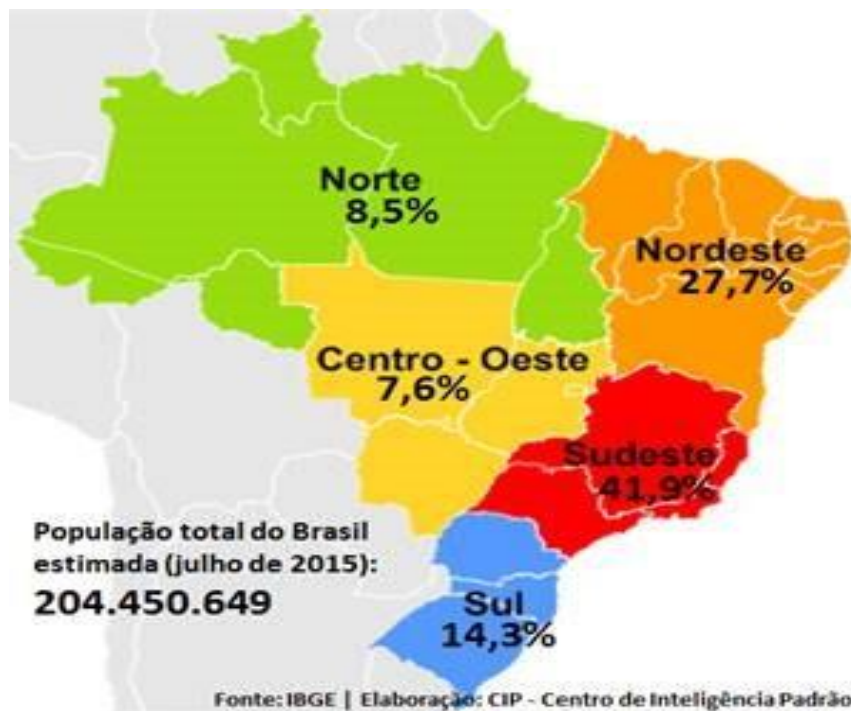 Norte
8,5%
Nordeste
27,7%
Centro - Oeste
7,6%
Sudeste
41,9%
População total do Brasil
estimada (julho de 2015):
204.450.649
Sul
14,3%
Fonte: IBGE | Elaboração: CIP - Centro de Inteligência Padrão